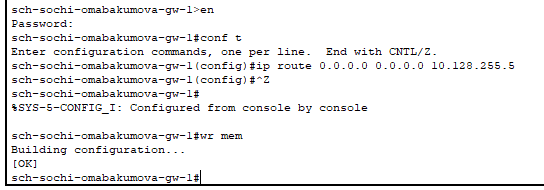 sch-sochi-omabakumova-gw-1>en
Password:
sch-sochi-omabakumova-gw-1#conf t
Enter configuration commands, one per line.  End with CNTL/Z.
sch-sochi-omabakumova-gw-1(config)#ip route 0.0.0.0 0.0.0.0 10.128.255.5
sch-sochi-omabakumova-gw-1(config)#^Z
sch-sochi-omabakumova-gw-1#
%SYS-5-CONFIG_I: Configured from console by console

sch-sochi-omabakumova-gw-1#wr mem
Building configuration...
[OK]
sch-sochi-omabakumova-gw-1#